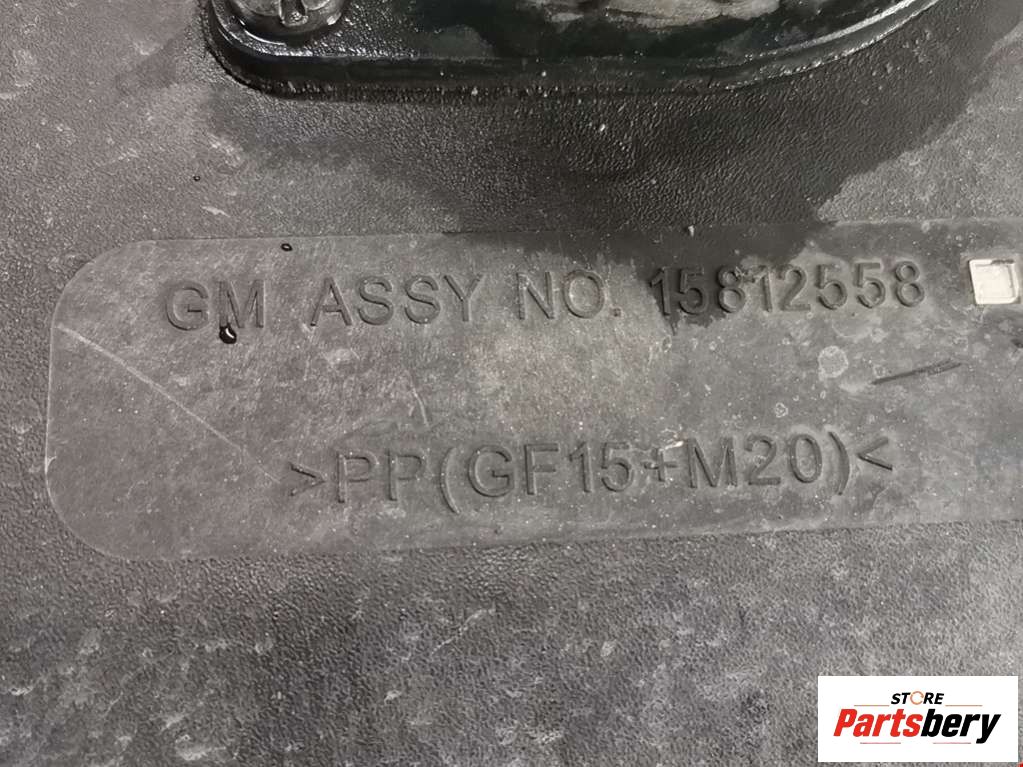 GM ASSY NO. 15812558
>PP(GF15+M20)<
STORE
Partsbery